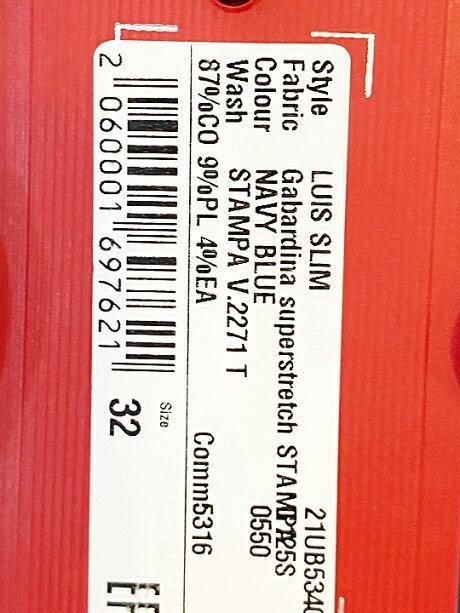 Style LUIS SLIM 21UB534
Fabric Gabardina superstretch
Colour NAVY BLUE 0550
Wash STAMPA V.2271 T
87%CO 9%PL 4%EA Comm5316
Size
32
2 060001 697621